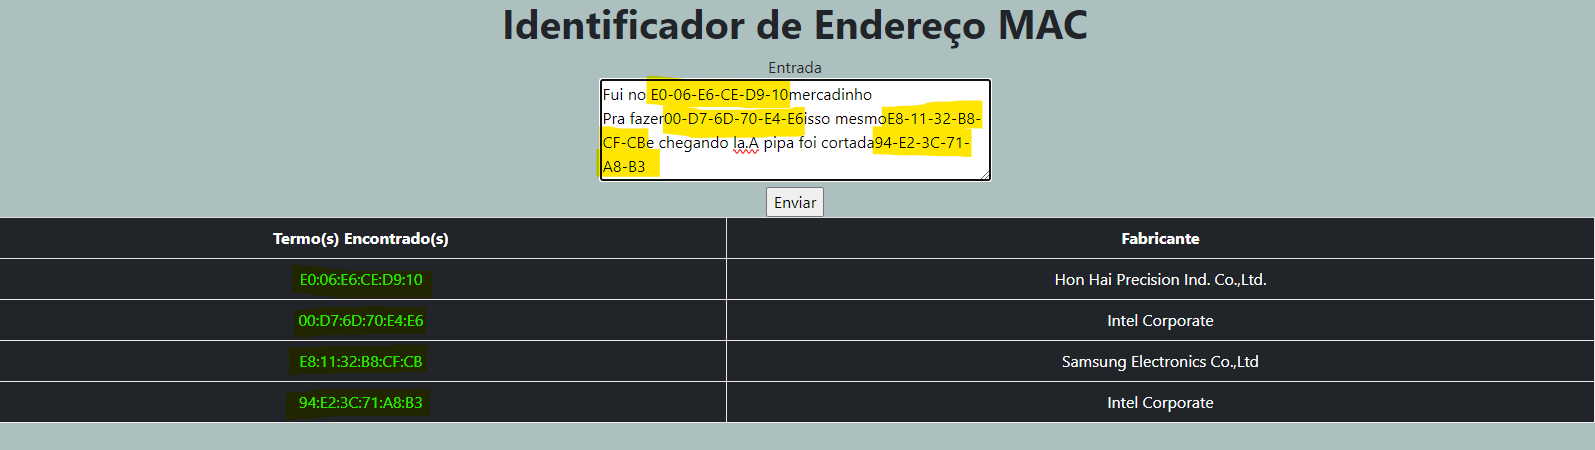 Identificador de Endereço MAC
Entrada
Fui no E0-06-E6-CE-D9-10mercadinho
Pra fazer00-D7-6D-70-E4-E6isso mesmoE8-11-32-B8-
CF-CBe chegando la.A pipa foi cortada94-E2-3C-71-
A8-B3
Enviar
Termo(s) Encontrado(s) Fabricante
E0:06:E6:CE:D9:10 Hon Hai Precision Ind. Co.,Ltd.
00:D7:6D:70:E4:E6 Intel Corporate
E8:11:32:B8:CF:CB Samsung Electronics Co.,Ltd
94:E2:3C:71:A8:B3 Intel Corporate